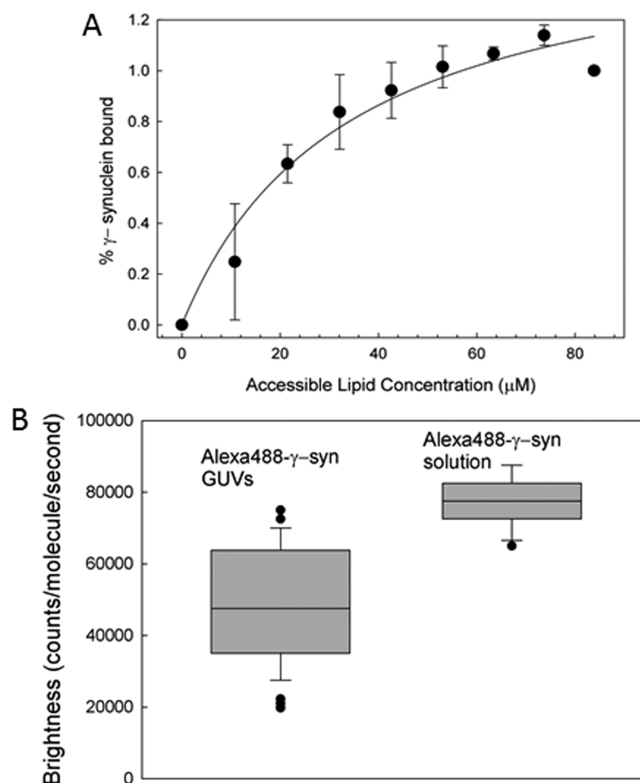 A
1.2
1.0
0.8
0.6
0.4
0.2
0.0
% γ– synuclein bound
0 20 40 60 80
Accessible Lipid Concentration (μM)
B
100000
80000
60000
40000
20000
0
Brightness (counts/molecule/second)
Alexa488-γ–syn
GUVs
Alexa488-γ–syn
solution